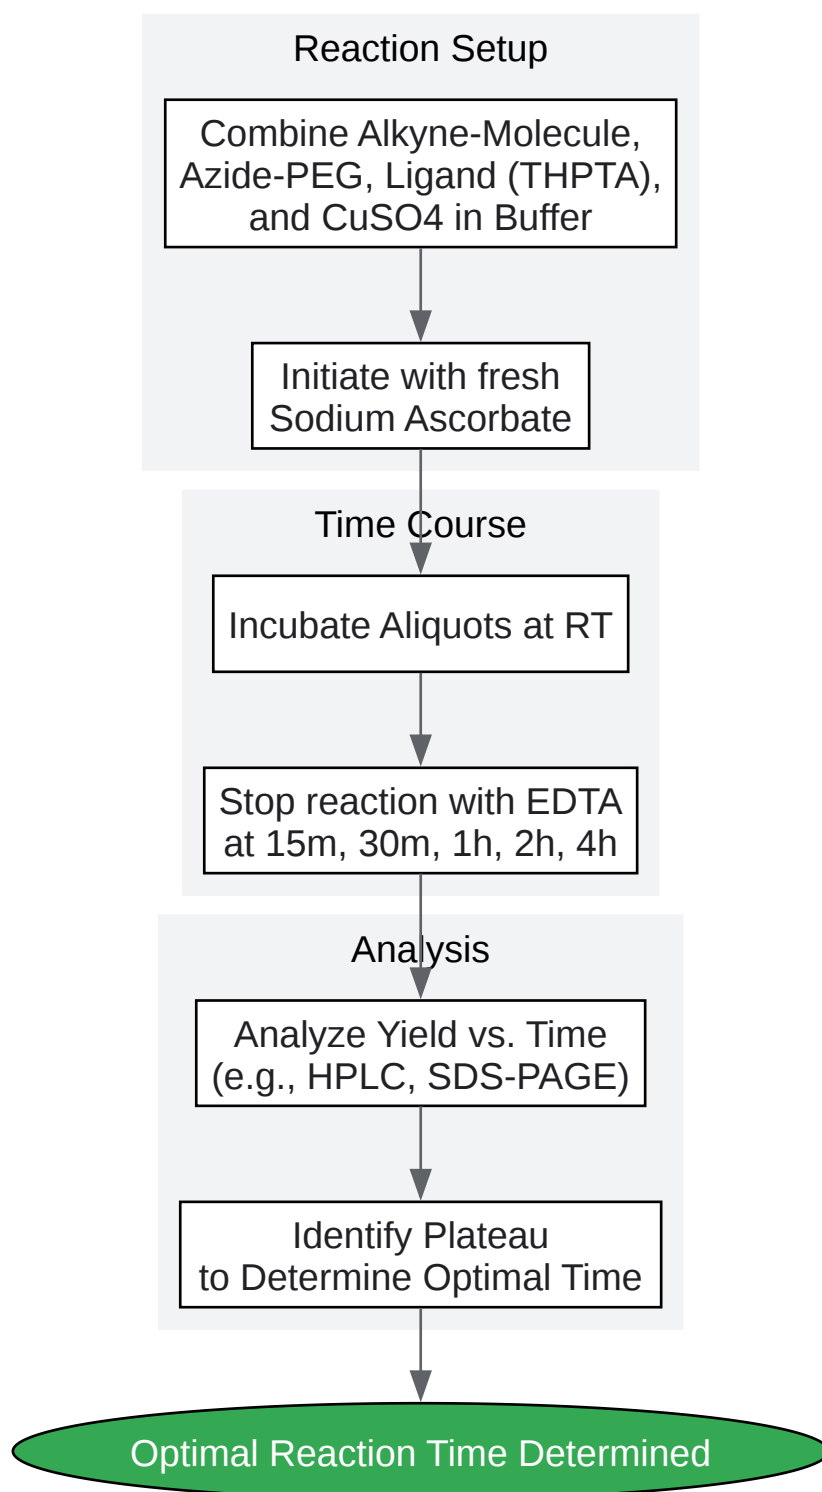 Reaction Setup
Combine Alkyne-Molecule,
Azide-PEG, Ligand (THPTA),
and CuSO4 in Buffer
Initiate with fresh
Sodium Ascorbate
Time Course
Incubate Aliquots at RT
Stop reaction with EDTA
at 15m, 30m, 1h, 2h, 4h
Analysis
Analyze Yield vs. Time
(e.g., HPLC, SDS-PAGE)
Identify Plateau
to Determine Optimal Time
Optimal Reaction Time Determined